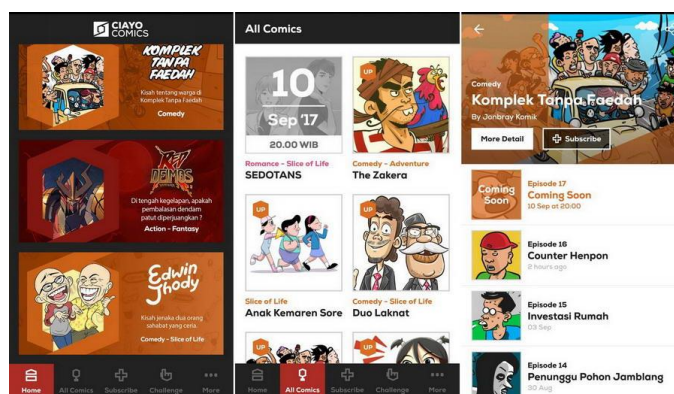 CIAYO
COMICS
KOMPLEK
TANPA
FAEDAH
Kisah tentang warga di
Komplek Tanpa Faedah
Comedy
RED
DEIMOS
Di tengah kegelapan, apakah
pembalasan dendam
patut diperjuangkan ?
Action - Fantasy
Edwin
Jhody
Kisah jenaka dua orang
sahabat yang ceria.
Comedy - Slice of Life
Home
All Comics
Subscribe
Challenge
More
All Comics
10
Sep '17
20.00 WIB
Romance - Slice of Life
SEDOTANS
UP
Comedy - Adventure
The Zakera
UP
Slice of Life
Anak Kemaren Sore
UP
Comedy - Slice of Life
Duo Laknat
UP
UP
Home
All Comics
Subscribe
Challenge
More
Comedy
Komplek Tanpa Faedah
By Janbray Komik
More Detail
Subscribe
Coming
Soon
Episode 17
Coming Soon
10 Sep at 20:00
Episode 16
Counter Henpon
2 hours ago
Episode 15
Investasi Rumah
03 Sep
Episode 14
Penunggu Pohon Jamblang
30 Aug